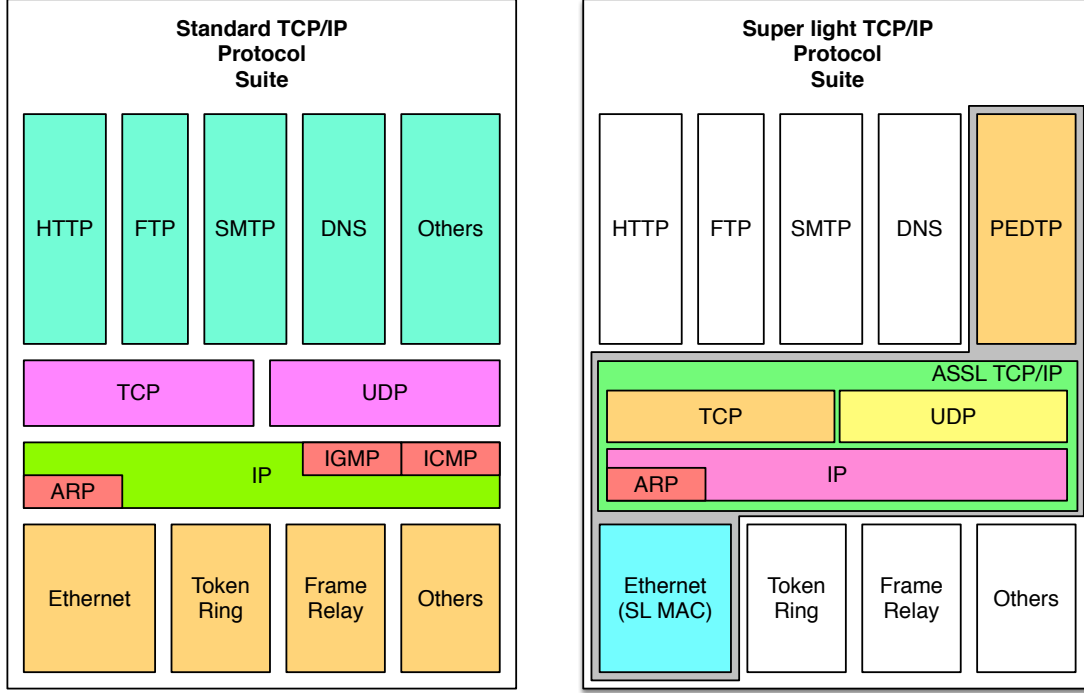 Standard TCP/IP
Protocol
Suite
HTTP
FTP
SMTP
DNS
Others
TCP
UDP
IP
IGMP
ICMP
ARP
Ethernet
Token
Ring
Frame
Relay
Others
Super light TCP/IP
Protocol
Suite
HTTP
FTP
SMTP
DNS
PEDTP
ASSL TCP/IP
TCP
UDP
IP
ARP
Ethernet
(SL MAC)
Token
Ring
Frame
Relay
Others